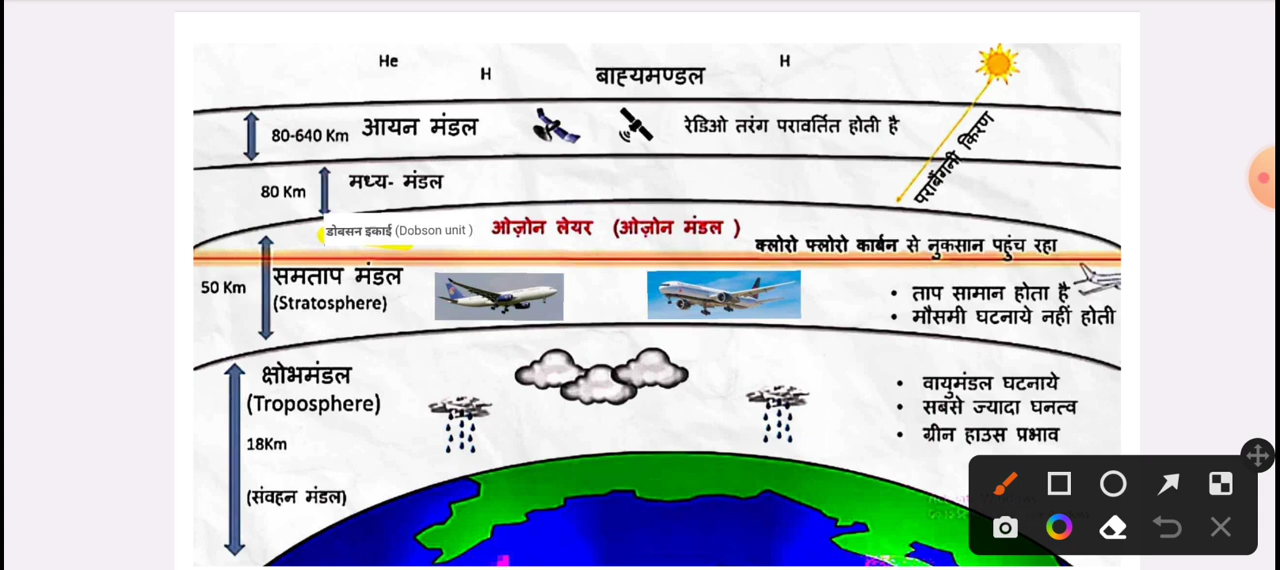 He
H
H
बाह्यमण्डल
80-640 Km
आयन मंडल
रेडिओ तरंग परावर्तित होती है
पराबैंगनी किरण
80 Km
मध्य- मंडल
डोबसन इकाई (Dobson unit )
ओज़ोन लेयर (ओज़ोन मंडल )
क्लोरो फ्लोरो कार्बन से नुकसान पहुंच रहा
50 Km
समताप मंडल
(Stratosphere)
• ताप सामान होता है
• मौसमी घटनाये नहीं होती
क्षोभमंडल
(Troposphere)
18Km
(संवहन मंडल)
• वायुमंडल घटनाये
• सबसे ज्यादा घनत्व
• ग्रीन हाउस प्रभाव